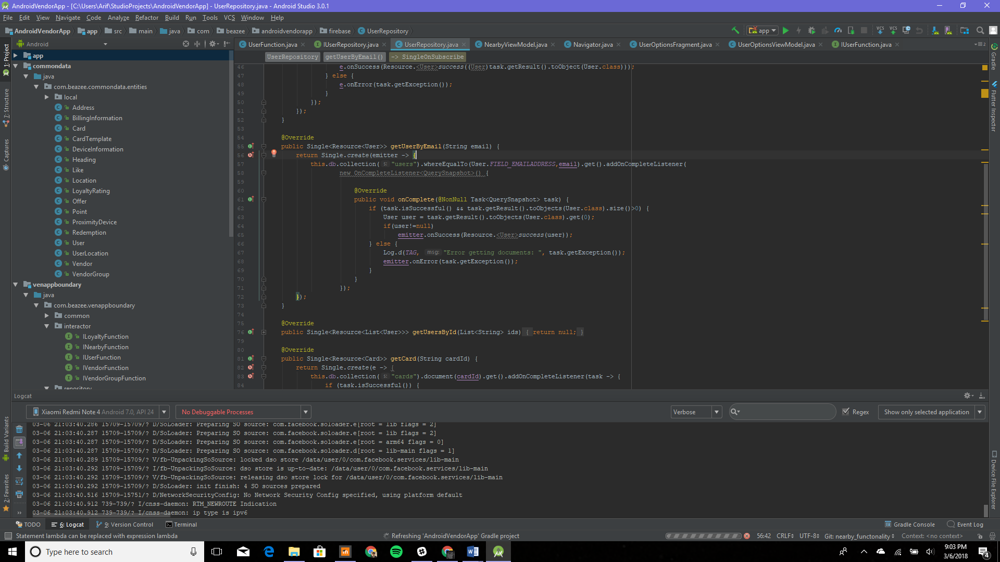 AndroidVendorApp - [C:\Users\Arif\StudioProjects\AndroidVendorApp] - UserRepository.java - Android Studio 3.0.1
File Edit View Navigate Code Analyze Refactor Build Run Tools VCS Window Help
AndroidVendorApp app src main java com beazee androidvendorapp firebase UserRepository app VCS VCS
Android
UserFunction.java IUserRepository.java UserRepository.java NearbyViewModel.java Navigator.java UserOptionsFragment.java UserOptionsViewModel.java IUserFunction.java
UserRepository getUserByEmail() -> SingleOnSubscribe
1: Project
7: Structure
Captures
Build Variants
2: Favorites
app
commondata
java
com.beazee.commondata.entities
local
Address
BillingInformation
Card
CardTemplate
DeviceInformation
Heading
Like
Location
LoyaltyRating
Offer
Point
ProximityDevice
Redemption
User
UserLocation
Vendor
VendorGroup
venappboundary
java
com.beazee.venappboundary
common
interactor
ILoyaltyFunction
INearbyFunction
IUserFunction
IVendorFunction
IVendorGroupFunction
repository
46 e.onSuccess(Resource.<User>success((User)task.getResult().toObject(User.class)));
47 } else {
48 e.onError(task.getException());
49 }
50 });
51 });
52 }
53
54 @Override
55 public Single<Resource<User>> getUserByEmail(String email) {
56 return Single.create(emitter -> {
57 this.db.collection( s: "users").whereEqualTo(User.FIELD_EMAILADDRESS,email).get().addOnCompleteListener(
58 new OnCompleteListener<QuerySnapshot>() {
59
60 @Override
61 public void onComplete(@NonNull Task<QuerySnapshot> task) {
62 if (task.isSuccessful() && task.getResult().toObjects(User.class).size()>0) {
63 User user = task.getResult().toObjects(User.class).get(0);
64 if(user!=null)
65 emitter.onSuccess(Resource.<User>success(user));
66 } else {
67 Log.d(TAG, msg: "Error getting documents: ", task.getException());
68 emitter.onError(task.getException());
69 }
70 }
71 });
72 });
73 }
74
75 @Override
76 public Single<Resource<List<User>>> getUsersById(List<String> ids) { return null; }
79
80 @Override
81 public Single<Resource<Card>> getCard(String cardId) {
82 return Single.create(e -> {
83 this.db.collection( s: "cards").document(cardId).get().addOnCompleteListener(task -> {
84 if (task.isSuccessful()) {
Gradle
Flutter Inspector
Device File Explorer
Logcat
Xiaomi Redmi Note 4 Android 7.0, API 24 No Debuggable Processes Verbose Regex Show only selected application
03-06 21:03:40.286 15709-15709/? D/SoLoader: Preparing SO source: com.facebook.soloader.e[root = lib flags = 2]
03-06 21:03:40.287 15709-15709/? D/SoLoader: Preparing SO source: com.facebook.soloader.e[root = lib flags = 2]
03-06 21:03:40.287 15709-15709/? D/SoLoader: Preparing SO source: com.facebook.soloader.e[root = arm64 flags = 0]
03-06 21:03:40.287 15709-15709/? D/SoLoader: Preparing SO source: com.facebook.soloader.d[root = lib-main flags = 1]
03-06 21:03:40.289 15709-15709/? V/fb-UnpackingSoSource: locked dso store /data/user/0/com.facebook.services/lib-main
03-06 21:03:40.292 15709-15709/? I/fb-UnpackingSoSource: dso store is up-to-date: /data/user/0/com.facebook.services/lib-main
03-06 21:03:40.292 15709-15709/? V/fb-UnpackingSoSource: releasing dso store lock for /data/user/0/com.facebook.services/lib-main
03-06 21:03:40.292 15709-15709/? D/SoLoader: init finish: 4 SO sources prepared
03-06 21:03:40.516 15709-15751/? D/NetworkSecurityConfig: No Network Security Config specified, using platform default
03-06 21:03:40.912 739-739/? I/cnss-daemon: RTM_NEWROUTE Indication
03-06 21:03:40.912 739-739/? I/cnss-daemon: ip type is ipv6
TODO 6: Logcat 9: Version Control Terminal Gradle Console Event Log
Statement lambda can be replaced with expression lambda Refreshing 'AndroidVendorApp' Gradle project 56:42 CRLF UTF-8 Git: nearby_functonality Context: <no context>
Type here to search
9:03 PM
3/6/2018
4